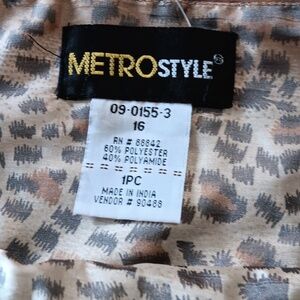 METROSTYLE®
09-0155-3
16
RN # 88842
60% POLYESTER
40% POLYAMIDE
1PC
MADE IN INDIA
VENDOR # 90488